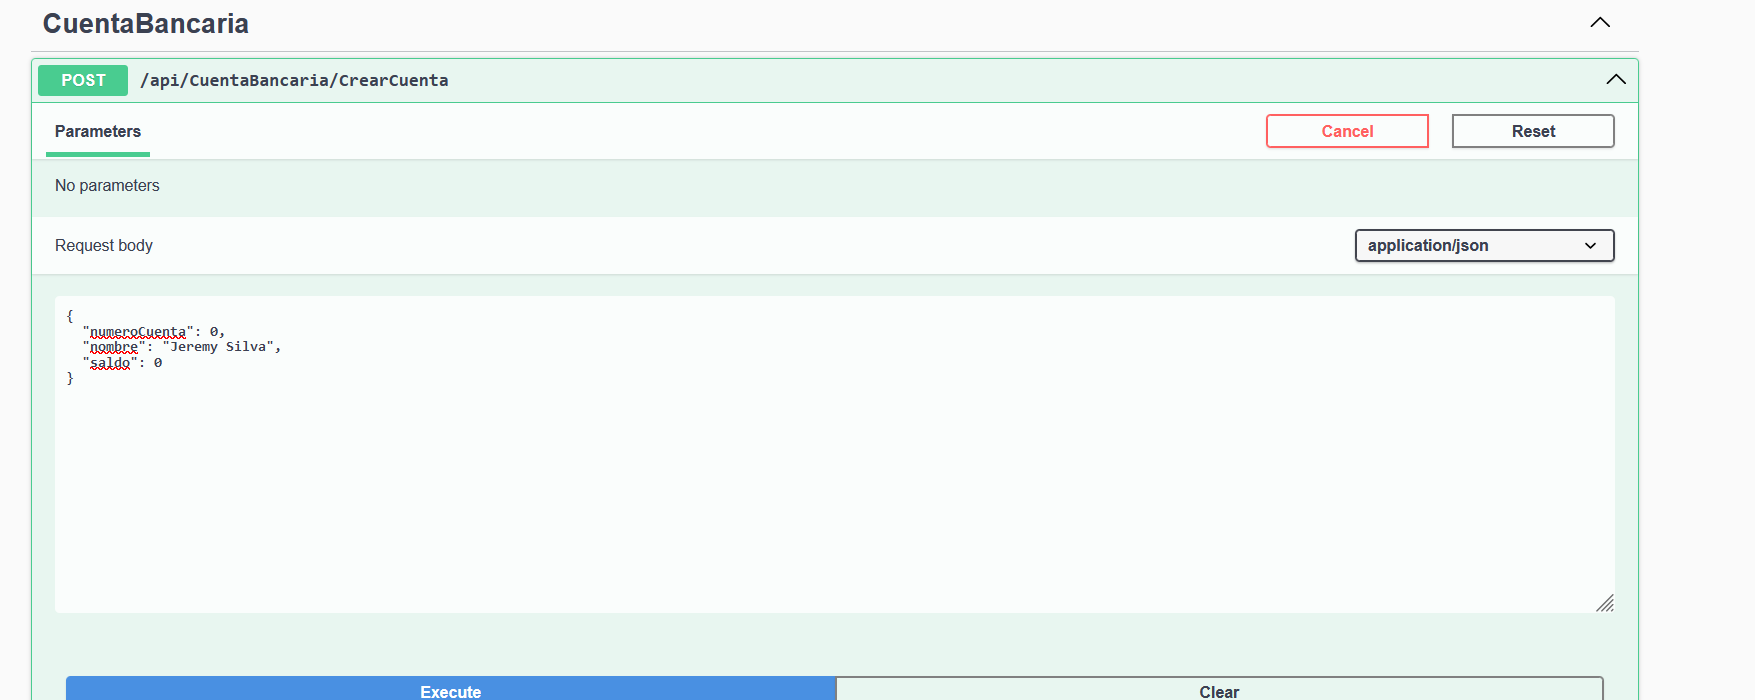 CuentaBancaria
POST /api/CuentaBancaria/CrearCuenta
Parameters
Cancel
Reset
No parameters
Request body
application/json
{
  "numeroCuenta": 0,
  "nombre": "Jeremy Silva",
  "saldo": 0
}
Execute
Clear